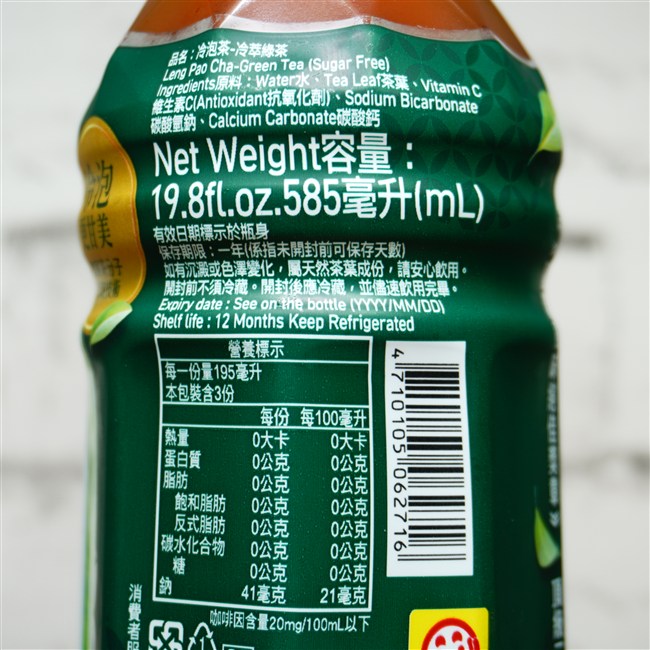 品名：冷泡茶-冷萃綠茶
Leng Pao Cha-Green Tea (Sugar Free)
Ingredients原料：Water水、Tea Leaf茶葉、Vitamin C
維生素C(Antioxidant抗氧化劑)、Sodium Bicarbonate
碳酸氫鈉、Calcium Carbonate碳酸鈣
Net Weight容量：
19.8fl.oz.585毫升(mL)
有效日期標示於瓶身
保存期限：一年(係指未開封前可保存天數)
如有沉澱或色澤變化，屬天然茶葉成份，請安心飲用。
開封前不須冷藏。開封後應冷藏，並儘速飲用完畢。
Expiry date : See on the bottle (YYYY/MM/DD)
Shelf life : 12 Months Keep Refrigerated
營養標示
每一份量195毫升
本包裝含3份
每份 每100毫升
熱量 0大卡 0大卡
蛋白質 0公克 0公克
脂肪 0公克 0公克
飽和脂肪 0公克 0公克
反式脂肪 0公克 0公克
碳水化合物 0公克 0公克
糖 0公克 0公克
鈉 41毫克 21毫克
咖啡因含量20mg/100mL以下
4 710105 062716
泡
甜美
消費者服